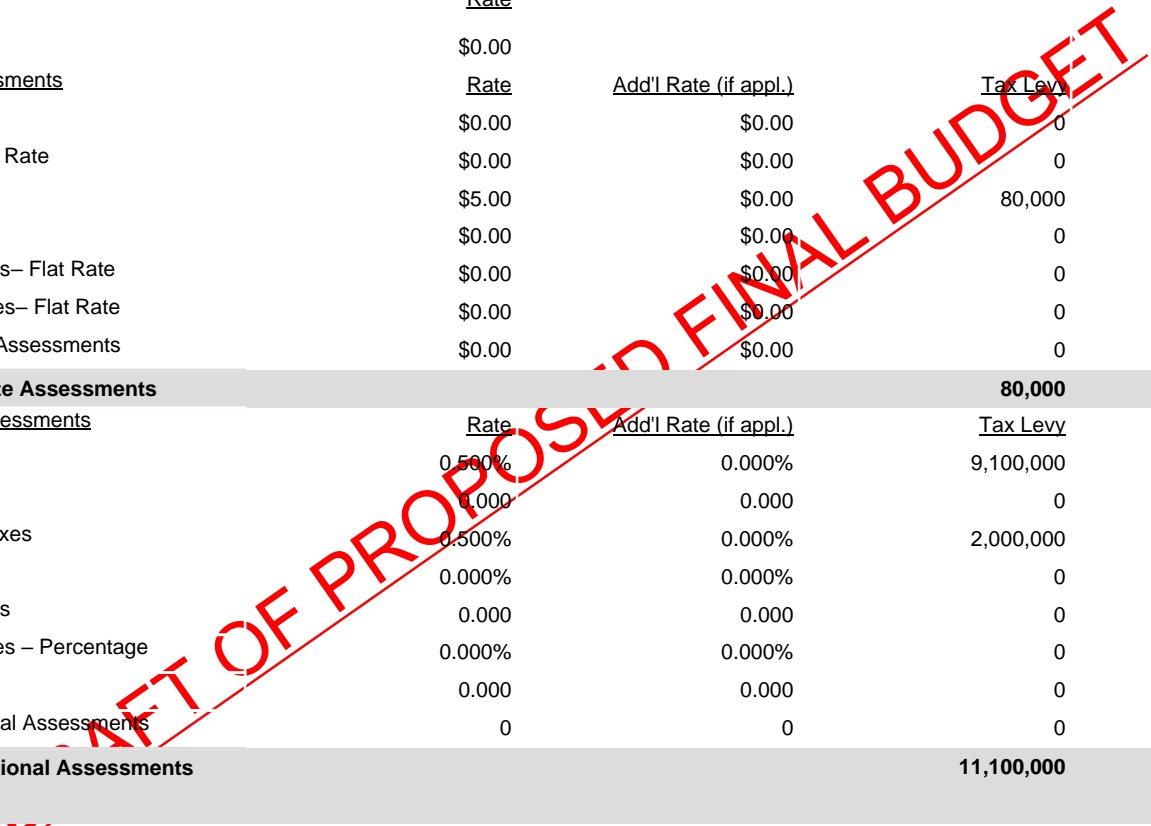 Rate
$0.00
sments Rate Add'l Rate (if appl.) Tax Levy
$0.00 $0.00 0
Rate $0.00 $0.00 0
$5.00 $0.00 80,000
$0.00 $0.00 0
s– Flat Rate $0.00 $0.00 0
es– Flat Rate $0.00 $0.00 0
Assessments $0.00 $0.00 0
te Assessments 80,000
essments Rate Add'l Rate (if appl.) Tax Levy
0.500% 0.000% 9,100,000
0.000 0.000 0
xes 0.500% 0.000% 2,000,000
0.000% 0.000% 0
s 0.000 0.000 0
es – Percentage 0.000% 0.000% 0
0.000 0.000 0
al Assessments 0 0 0
ional Assessments 11,100,000
AFT OF PROPOSED FINAL BUDGET